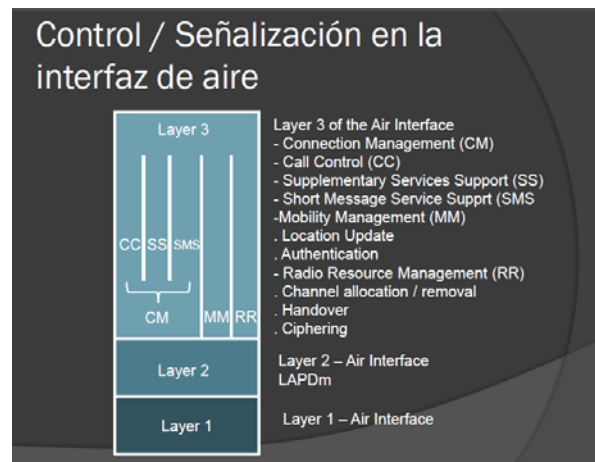 Control / Señalización en la
interfaz de aire
Layer 3
CC SS SMS
CM
MM RR
Layer 2
Layer 1
Layer 3 of the Air Interface
- Connection Management (CM)
- Call Control (CC)
- Supplementary Services Support (SS)
- Short Message Service Supprt (SMS
-Mobility Management (MM)
. Location Update
. Authentication
- Radio Resource Management (RR)
. Channel allocation / removal
. Handover
. Ciphering
Layer 2 – Air Interface
LAPDm
Layer 1 – Air Interface